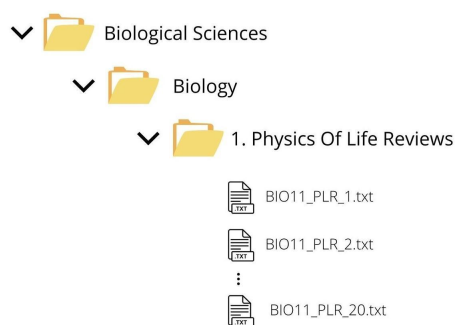 Biological Sciences
Biology
1. Physics Of Life Reviews
.TXT
BIO11_PLR_1.txt
.TXT
BIO11_PLR_2.txt
.TXT
BIO11_PLR_20.txt